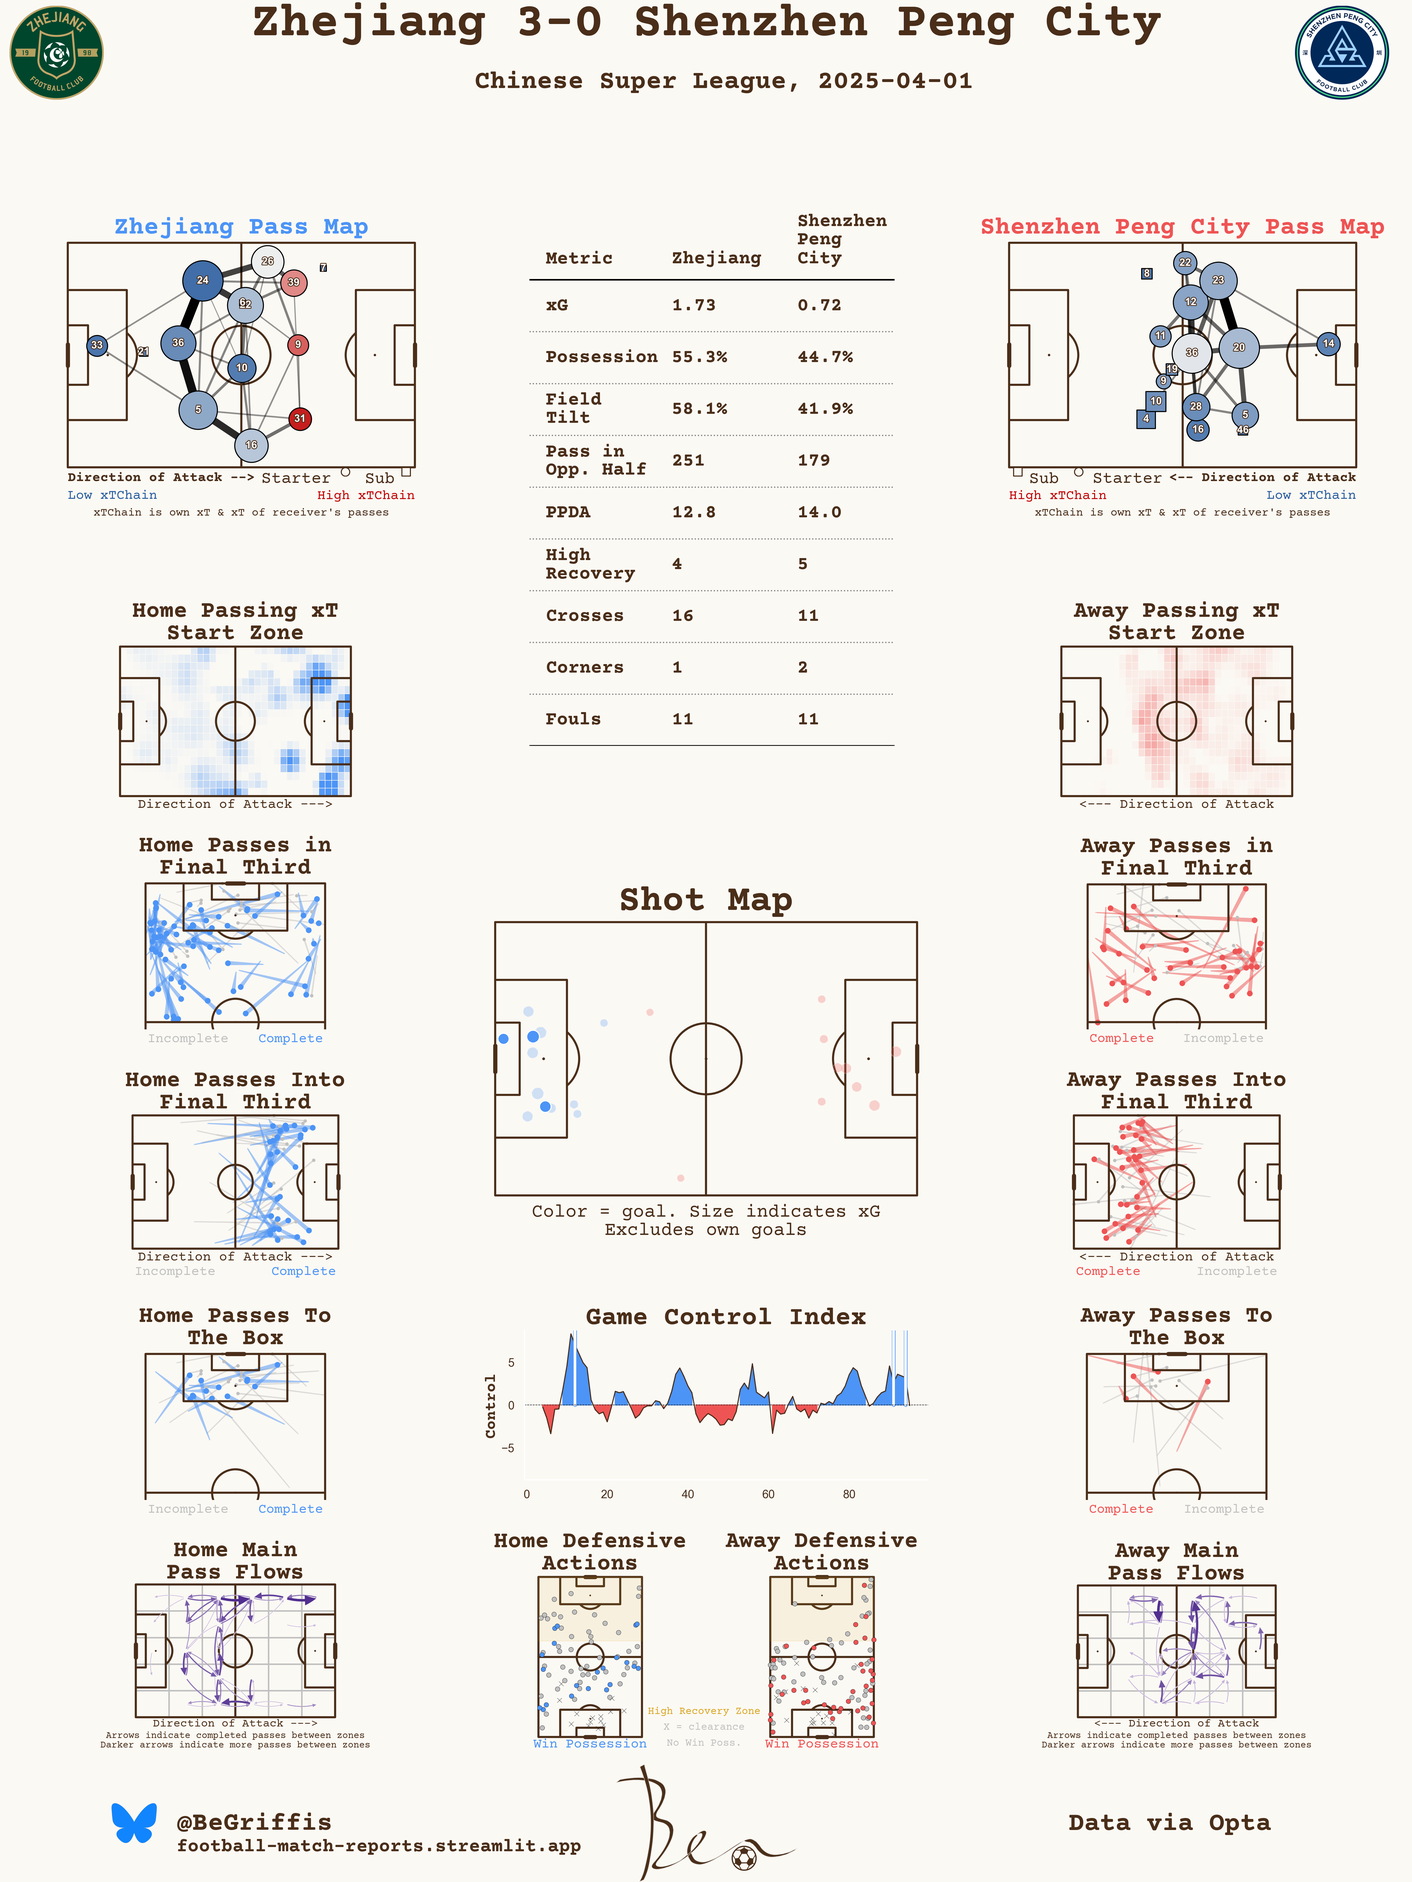 Zhejiang 3-0 Shenzhen Peng City
Chinese Super League, 2025-04-01
ZHEJIANG
19 98
FOOTBALL CLUB
SHENZHEN PENG CITY
FOOTBALL CLUB
Zhejiang Pass Map
26
7
24
39
22
33
21
36
9
10
5
31
16
Direction of Attack --> Starter Sub
Low xTChain High xTChain
xTChain is own xT & xT of receiver's passes
Metric Zhejiang Shenzhen Peng City
xG 1.73 0.72
Possession 55.3% 44.7%
Field Tilt 58.1% 41.9%
Pass in Opp. Half 251 179
PPDA 12.8 14.0
High Recovery 4 5
Crosses 16 11
Corners 1 2
Fouls 11 11
Shenzhen Peng City Pass Map
22
8
23
12
11
36
20
14
19
9
10
28
4
5
16
46
Sub Starter <-- Direction of Attack
High xTChain Low xTChain
xTChain is own xT & xT of receiver's passes
Home Passing xT
Start Zone
Direction of Attack --->
Away Passing xT
Start Zone
<--- Direction of Attack
Home Passes in
Final Third
Incomplete Complete
Away Passes in
Final Third
Complete Incomplete
Shot Map
Color = goal. Size indicates xG
Excludes own goals
Home Passes Into
Final Third
Direction of Attack --->
Incomplete Complete
Away Passes Into
Final Third
<--- Direction of Attack
Complete Incomplete
Game Control Index
Control
5
0
−5
0 20 40 60 80
Home Passes To
The Box
Incomplete Complete
Away Passes To
The Box
Complete Incomplete
Home Main
Pass Flows
Direction of Attack --->
Arrows indicate completed passes between zones
Darker arrows indicate more passes between zones
Home Defensive
Actions
Win Possession
High Recovery Zone
X = clearance
No Win Poss.
Away Defensive
Actions
Win Possession
Away Main
Pass Flows
<--- Direction of Attack
Arrows indicate completed passes between zones
Darker arrows indicate more passes between zones
@BeGriffis
football-match-reports.streamlit.app
Ben
Data via Opta